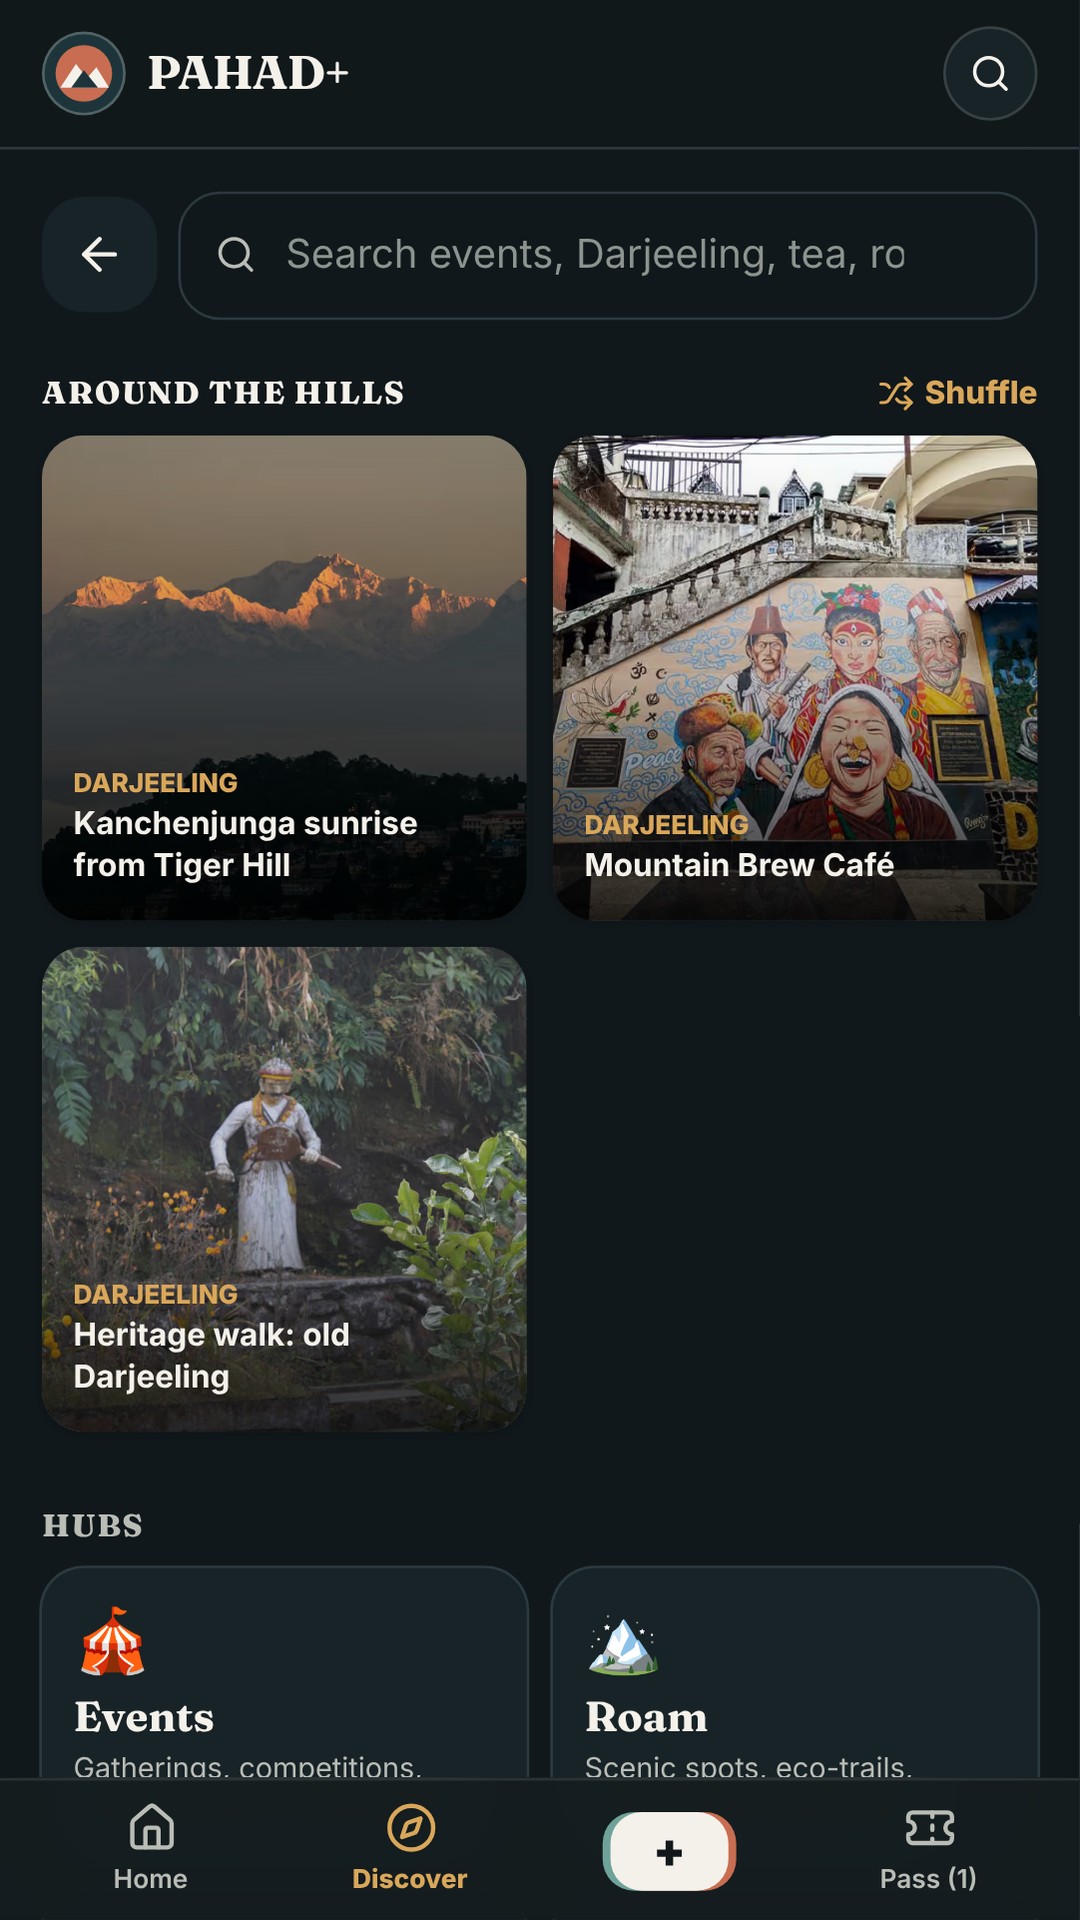 PAHAD+
Search events, Darjeeling, tea, ro
AROUND THE HILLS
Shuffle
Peace
D
DARJEELING
Kanchenjunga sunrise
from Tiger Hill
DARJEELING
Mountain Brew Café
DARJEELING
Heritage walk: old
Darjeeling
HUBS
Events
Gatherings, competitions,
Roam
Scenic spots, eco-trails,
Home
Discover
Pass (1)